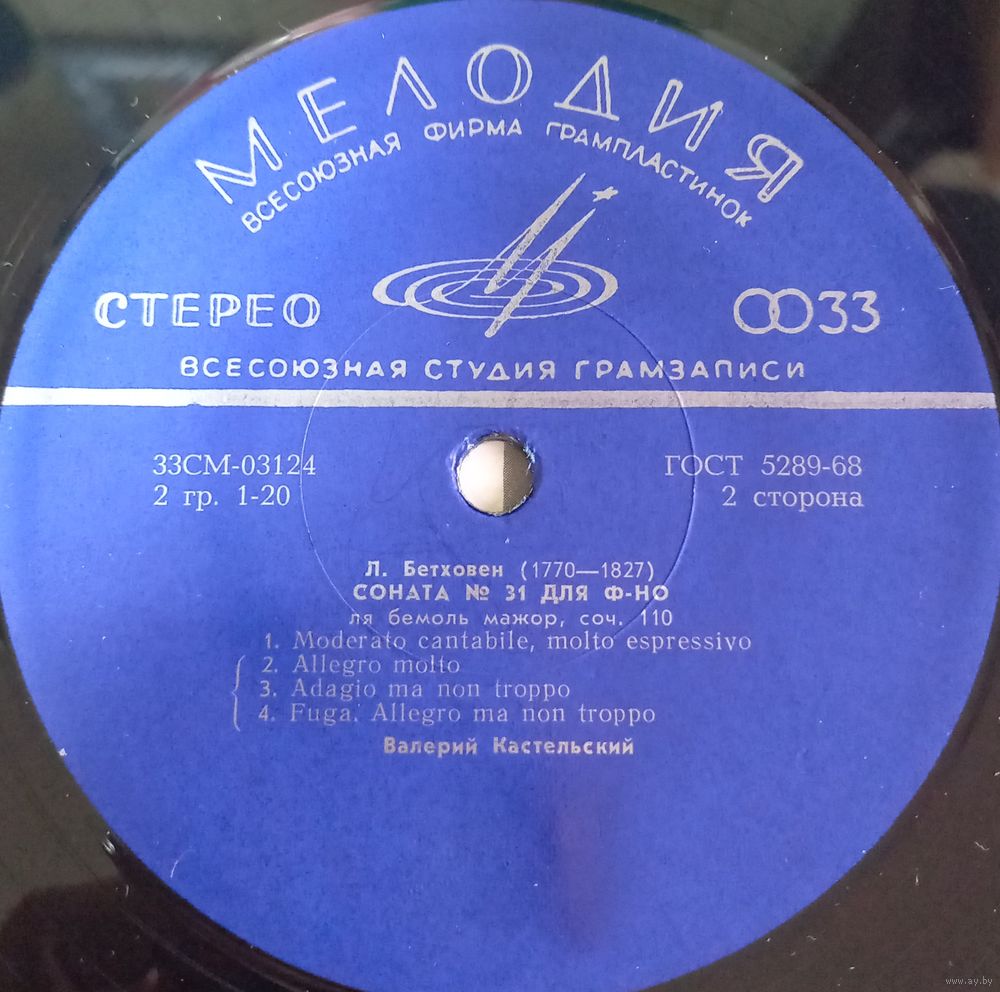 МЕЛОДИЯ
ВСЕСОЮЗНАЯ ФИРМА ГРАМПЛАСТИНОК
СТЕРЕО
33
ВСЕСОЮЗНАЯ СТУДИЯ ГРАМЗАПИСИ
33СМ-03124
ГОСТ 5289-68
2 гр. 1-20
2 сторона
Л. Бетховен (1770—1827)
СОНАТА № 31 ДЛЯ Ф-НО
ля бемоль мажор, соч. 110
1. Moderato cantabile, molto espressivo
2. Allegro molto
3. Adagio ma non troppo
4. Fuga. Allegro ma non troppo
Валерий Кастельский
www.ay.by